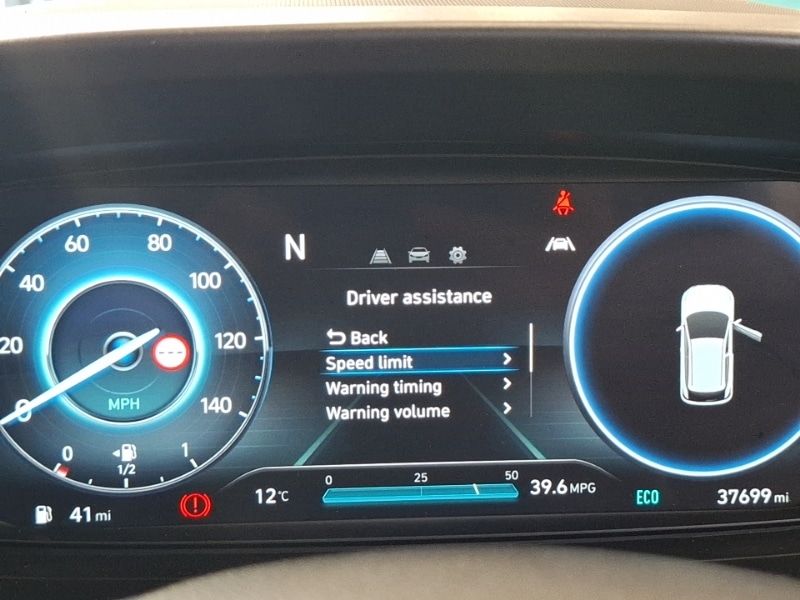 60 80
N
40 100
Driver assistance
20 120
Back
Speed limit
Warning timing
MPH
0 140
Warning volume
0 1
1/2
0 25 50
12°C
39.6 MPG
ECO
37699 mi
41 mi